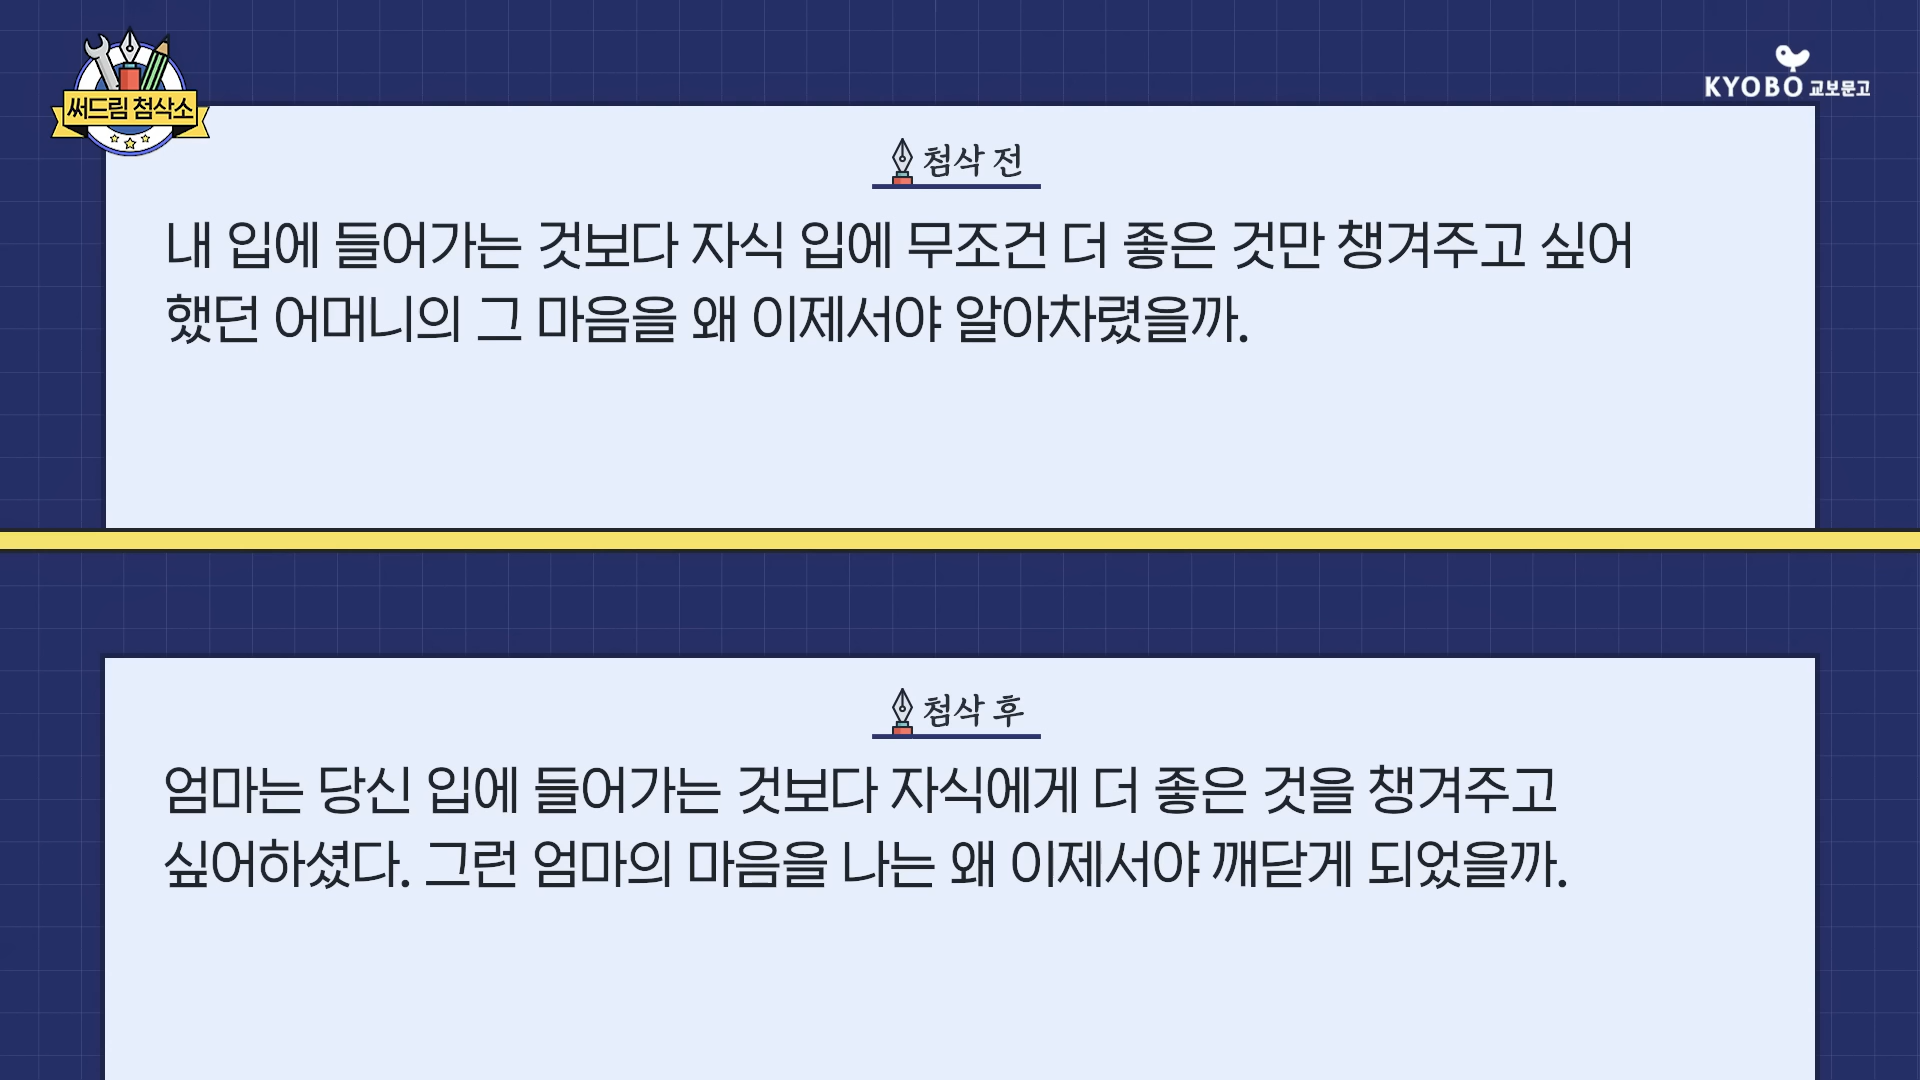 써드림 첨삭소
KYOBO 교보문고
첨삭 전
내 입에 들어가는 것보다 자식 입에 무조건 더 좋은 것만 챙겨주고 싶어
했던 어머니의 그 마음을 왜 이제서야 알아차렸을까.
첨삭 후
엄마는 당신 입에 들어가는 것보다 자식에게 더 좋은 것을 챙겨주고
싶어하셨다. 그런 엄마의 마음을 나는 왜 이제서야 깨닫게 되었을까.